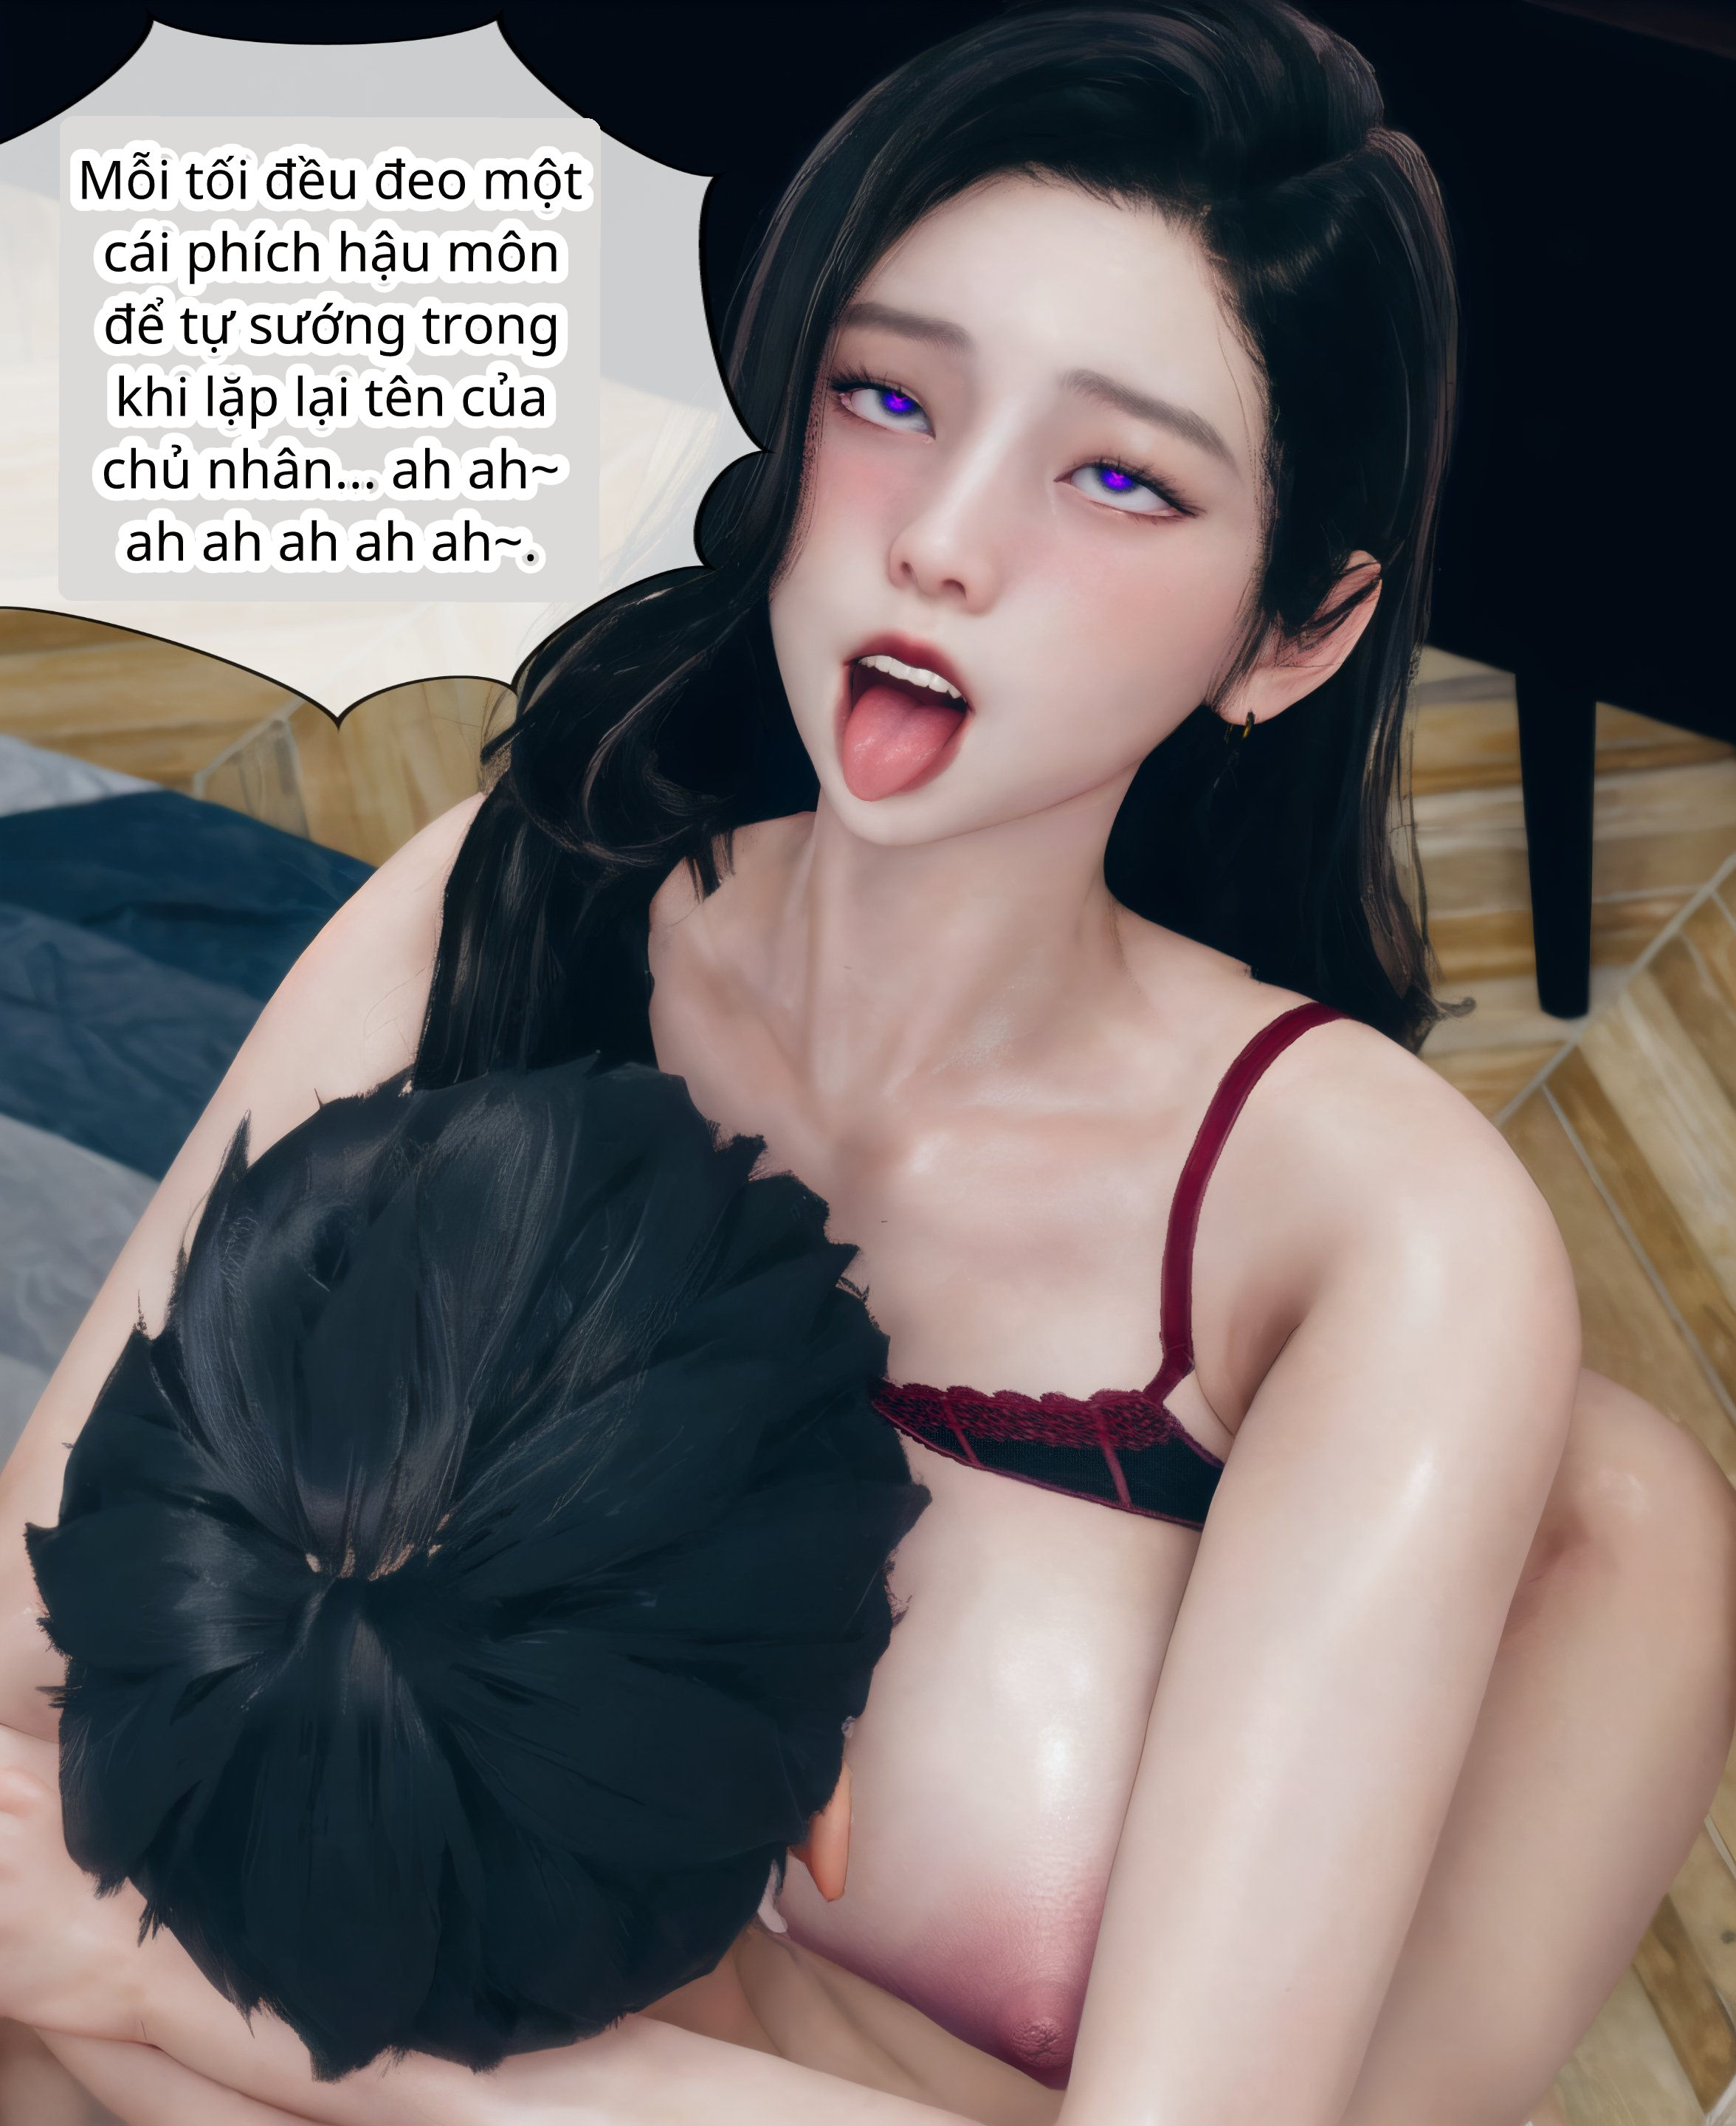 Mỗi tối đều đeo một
cái phích hậu môn
để tự sướng trong
khi lặp lại tên của
chủ nhân... ah ah~
ah ah ah ah ah~.